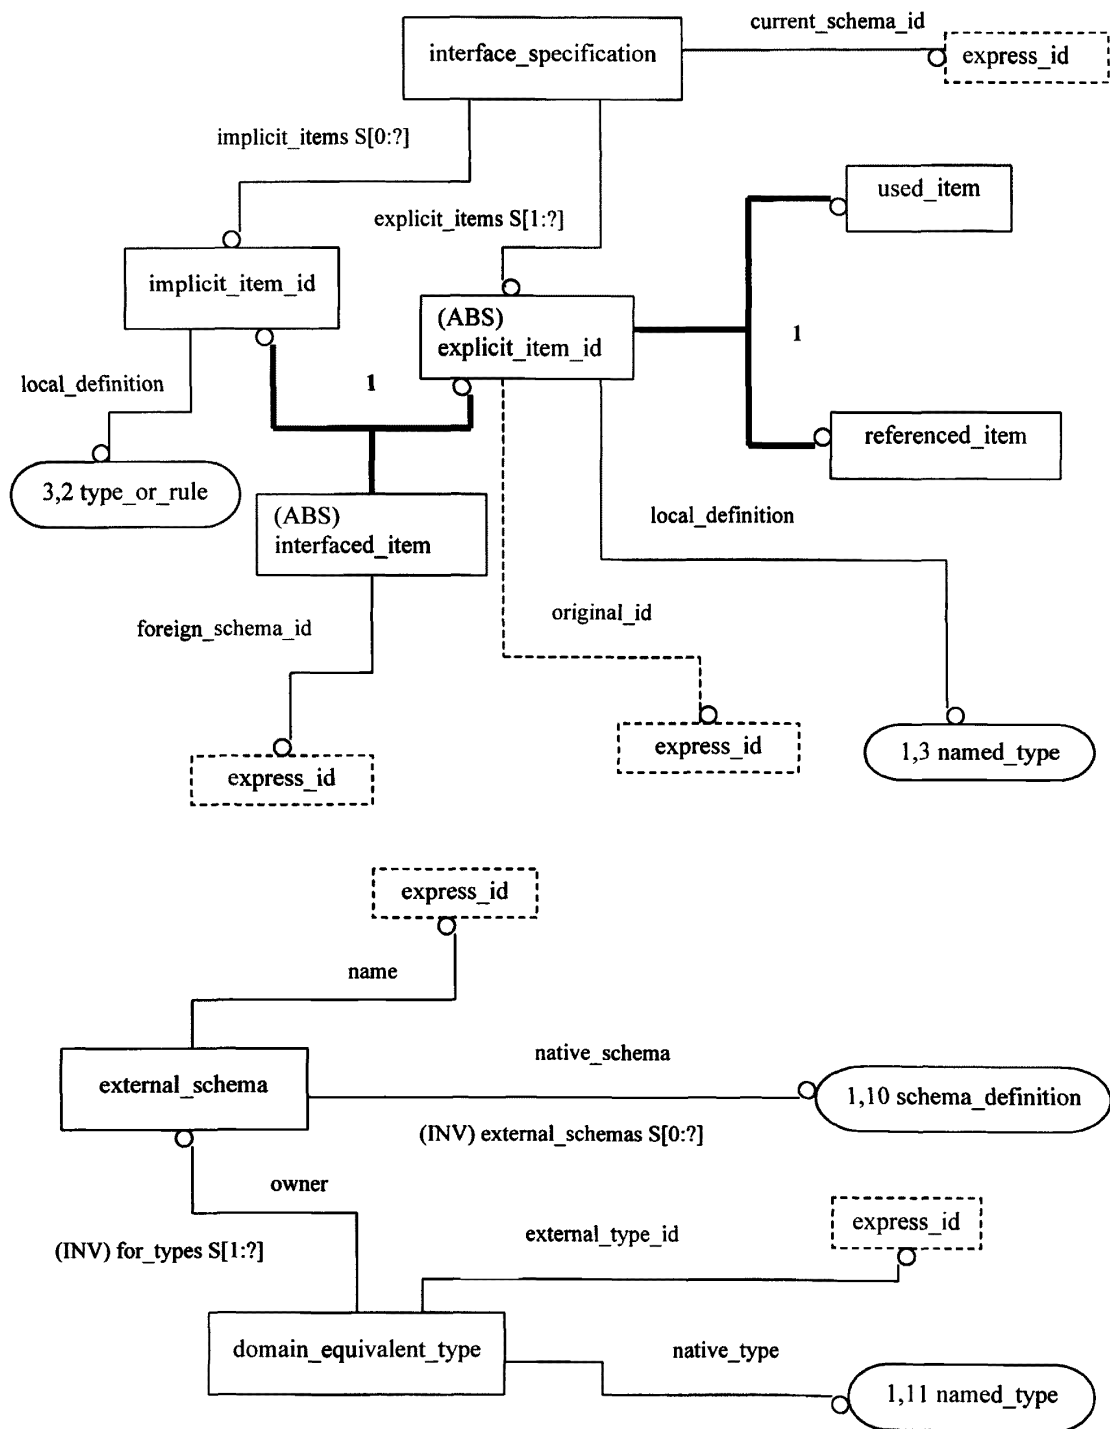 current_schema_id
interface_specification
express_id
implicit_items S[0:?]
used_item
explicit_items S[1:?]
implicit_item_id
(ABS)
explicit_item_id
1
local_definition
1
referenced_item
3,2 type_or_rule
(ABS)
interfaced_item
local_definition
foreign_schema_id
original_id
express_id
express_id
1,3 named_type
express_id
name
native_schema
external_schema
1,10 schema_definition
(INV) external_schemas S[0:?]
owner
express_id
external_type_id
(INV) for_types S[1:?]
domain_equivalent_type
native_type
1,11 named_type